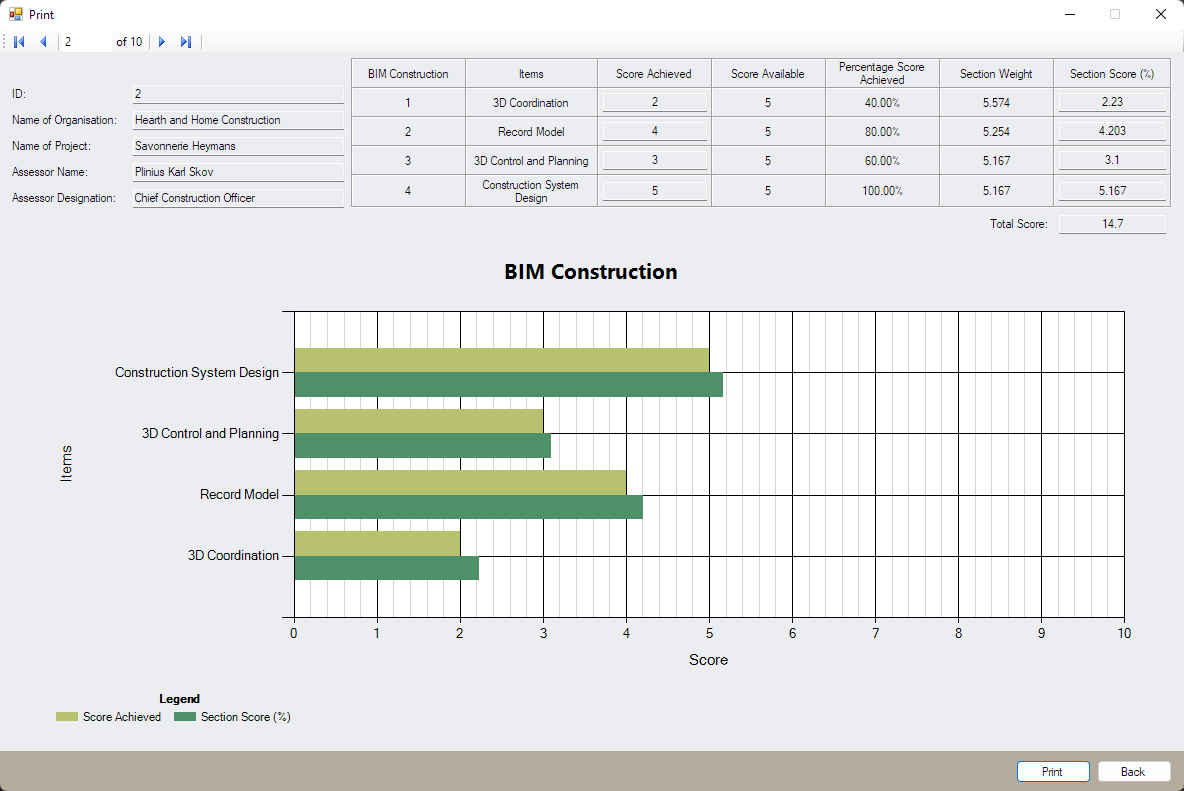 Print
2 of 10
ID: 2
Name of Organisation: Hearth and Home Construction
Name of Project: Savonnerie Heymans
Assessor Name: Plinius Karl Skov
Assessor Designation: Chief Construction Officer
BIM Construction Items Score Achieved Score Available Percentage Score Achieved Section Weight Section Score (%)
1 3D Coordination 2 5 40.00% 5.574 2.23
2 Record Model 4 5 80.00% 5.254 4.203
3 3D Control and Planning 3 5 60.00% 5.167 3.1
4 Construction System Design 5 5 100.00% 5.167 5.167
Total Score: 14.7
BIM Construction
Items
Construction System Design
3D Control and Planning
Record Model
3D Coordination
0 1 2 3 4 5 6 7 8 9 10
Score
Legend
Score Achieved Section Score (%)
Print Back